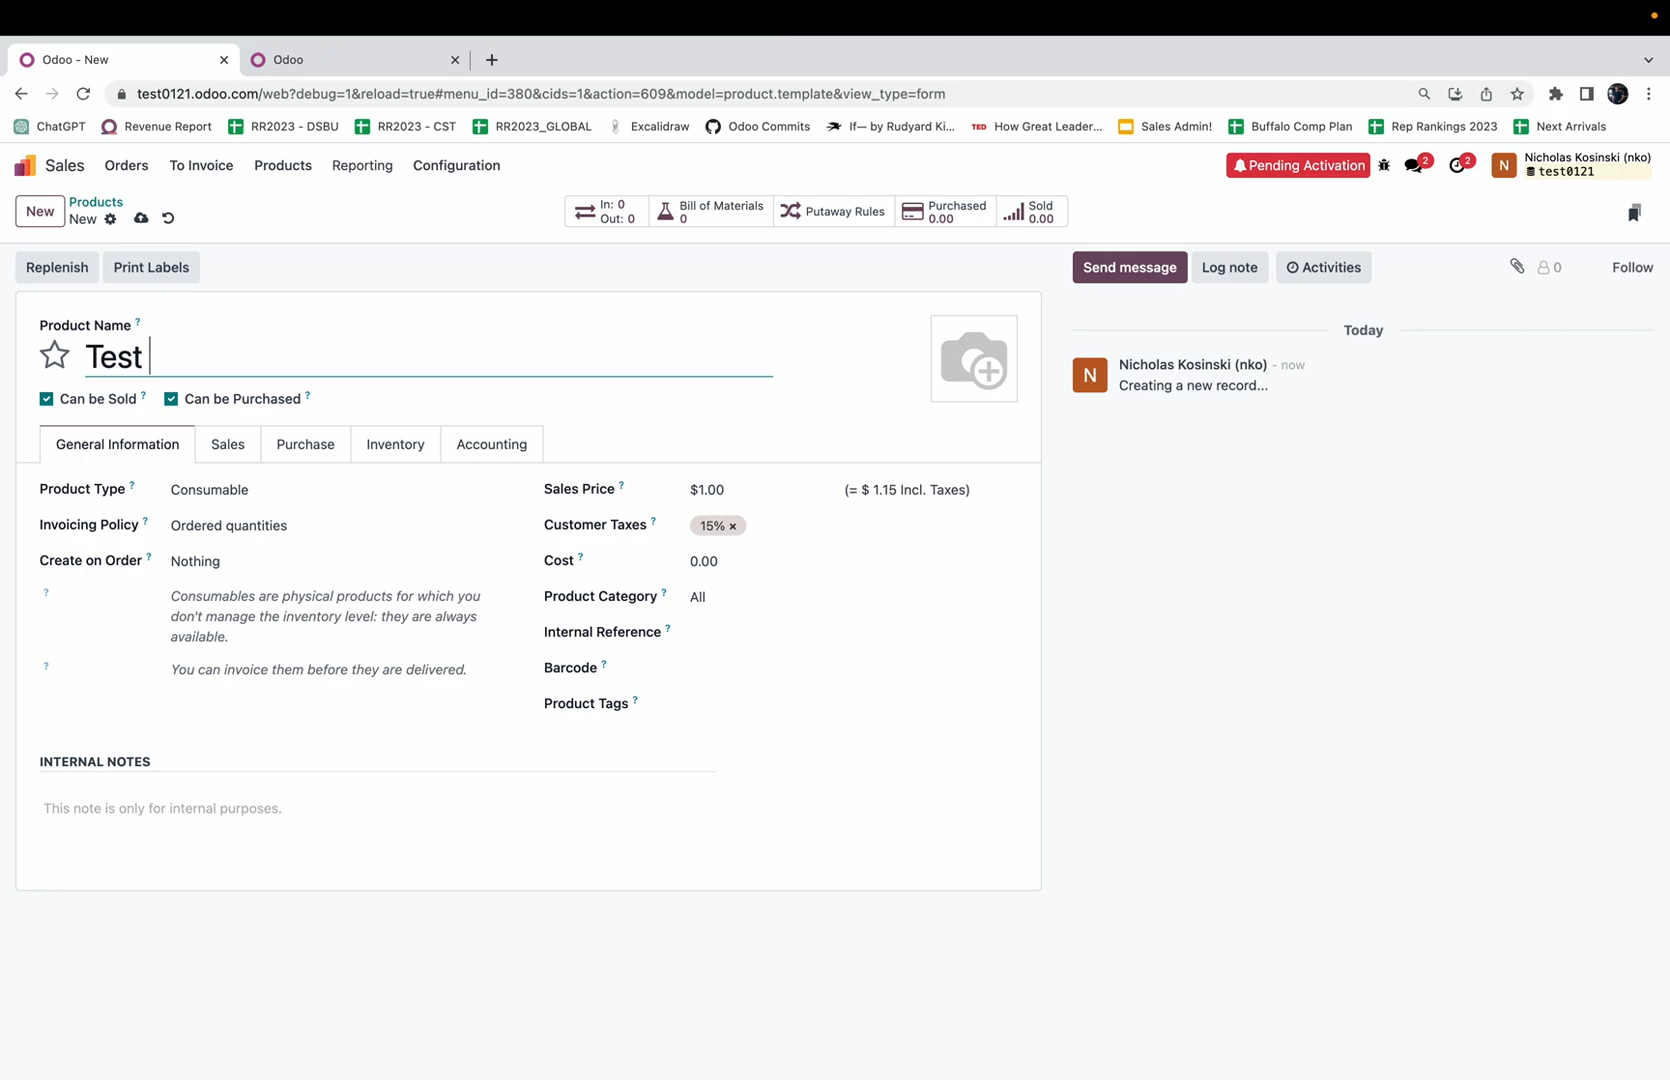 Odoo - New
Odoo
test0121.odoo.com/web?debug=1&reload=true#menu_id=380&cids=1&action=609&model=product.template&view_type=form
ChatGPT
Revenue Report
RR2023 - DSBU
RR2023 - CST
RR2023_GLOBAL
Excalidraw
Odoo Commits
If— by Rudyard Ki...
TED How Great Leader...
Sales Admin!
Buffalo Comp Plan
Rep Rankings 2023
Next Arrivals
Sales Orders To Invoice Products Reporting Configuration
Pending Activation
2
2
N
Nicholas Kosinski (nko)
test0121
New
Products
New
In: 0
Out: 0
Bill of Materials
0
Putaway Rules
Purchased
0.00
Sold
0.00
Replenish
Print Labels
Send message
Log note
Activities
0
Follow
Product Name ?
Test
Can be Sold ?
Can be Purchased ?
General Information
Sales
Purchase
Inventory
Accounting
Product Type ? Consumable
Invoicing Policy ? Ordered quantities
Create on Order ? Nothing
?
Consumables are physical products for which you
don't manage the inventory level: they are always
available.
?
You can invoice them before they are delivered.
Sales Price ? $1.00 (= $ 1.15 Incl. Taxes)
Customer Taxes ? 15% ×
Cost ? 0.00
Product Category ? All
Internal Reference ?
Barcode ?
Product Tags ?
INTERNAL NOTES
This note is only for internal purposes.
Today
N
Nicholas Kosinski (nko) - now
Creating a new record...